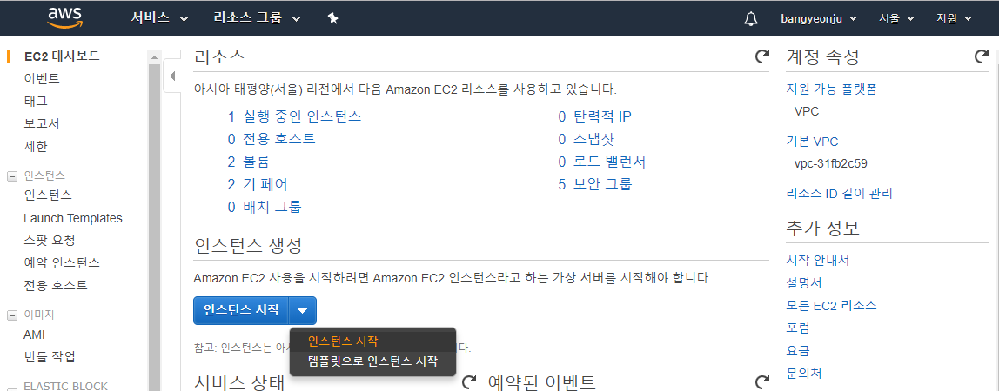 aws 서비스 리소스 그룹 bangyeonju 서울 지원
EC2 대시보드
이벤트
태그
보고서
제한
인스턴스
인스턴스
Launch Templates
스팟 요청
예약 인스턴스
전용 호스트
이미지
AMI
번들 작업
ELASTIC BLOCK
리소스
아시아 태평양(서울) 리전에서 다음 Amazon EC2 리소스를 사용하고 있습니다.
1 실행 중인 인스턴스
0 전용 호스트
2 볼륨
2 키 페어
0 배치 그룹
0 탄력적 IP
0 스냅샷
0 로드 밸런서
5 보안 그룹
인스턴스 생성
Amazon EC2 사용을 시작하려면 Amazon EC2 인스턴스라고 하는 가상 서버를 시작해야 합니다.
인스턴스 시작
인스턴스 시작
템플릿으로 인스턴스 시작
참고: 인스턴스는 아시 니다.
서비스 상태
예약된 이벤트
계정 속성
지원 가능 플랫폼
VPC
기본 VPC
vpc-31fb2c59
리소스 ID 길이 관리
추가 정보
시작 안내서
설명서
모든 EC2 리소스
포럼
요금
문의처